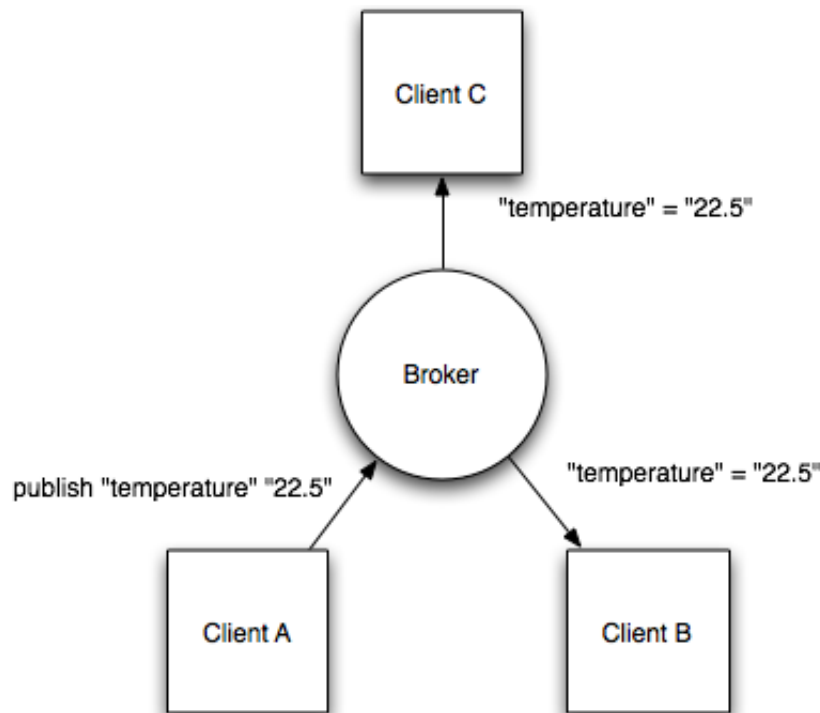 Client C
"temperature" = "22.5"
Broker
publish "temperature" "22.5"
"temperature" = "22.5"
Client A
Client B